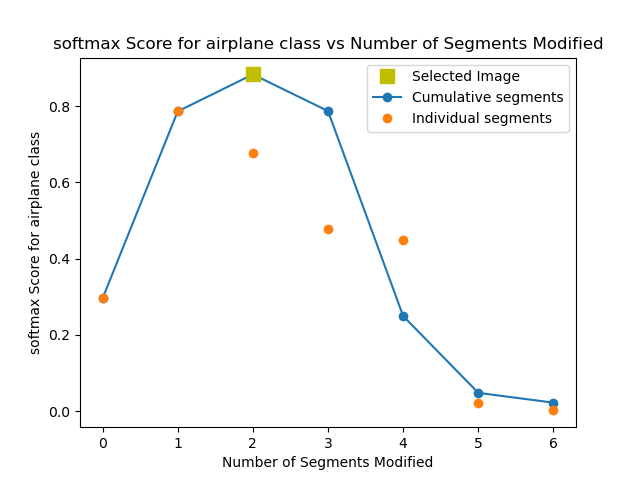 softmax Score for airplane class vs Number of Segments Modified
Selected Image
Cumulative segments
Individual segments
softmax Score for airplane class
0.8
0.6
0.4
0.2
0.0
0 1 2 3 4 5 6
Number of Segments Modified